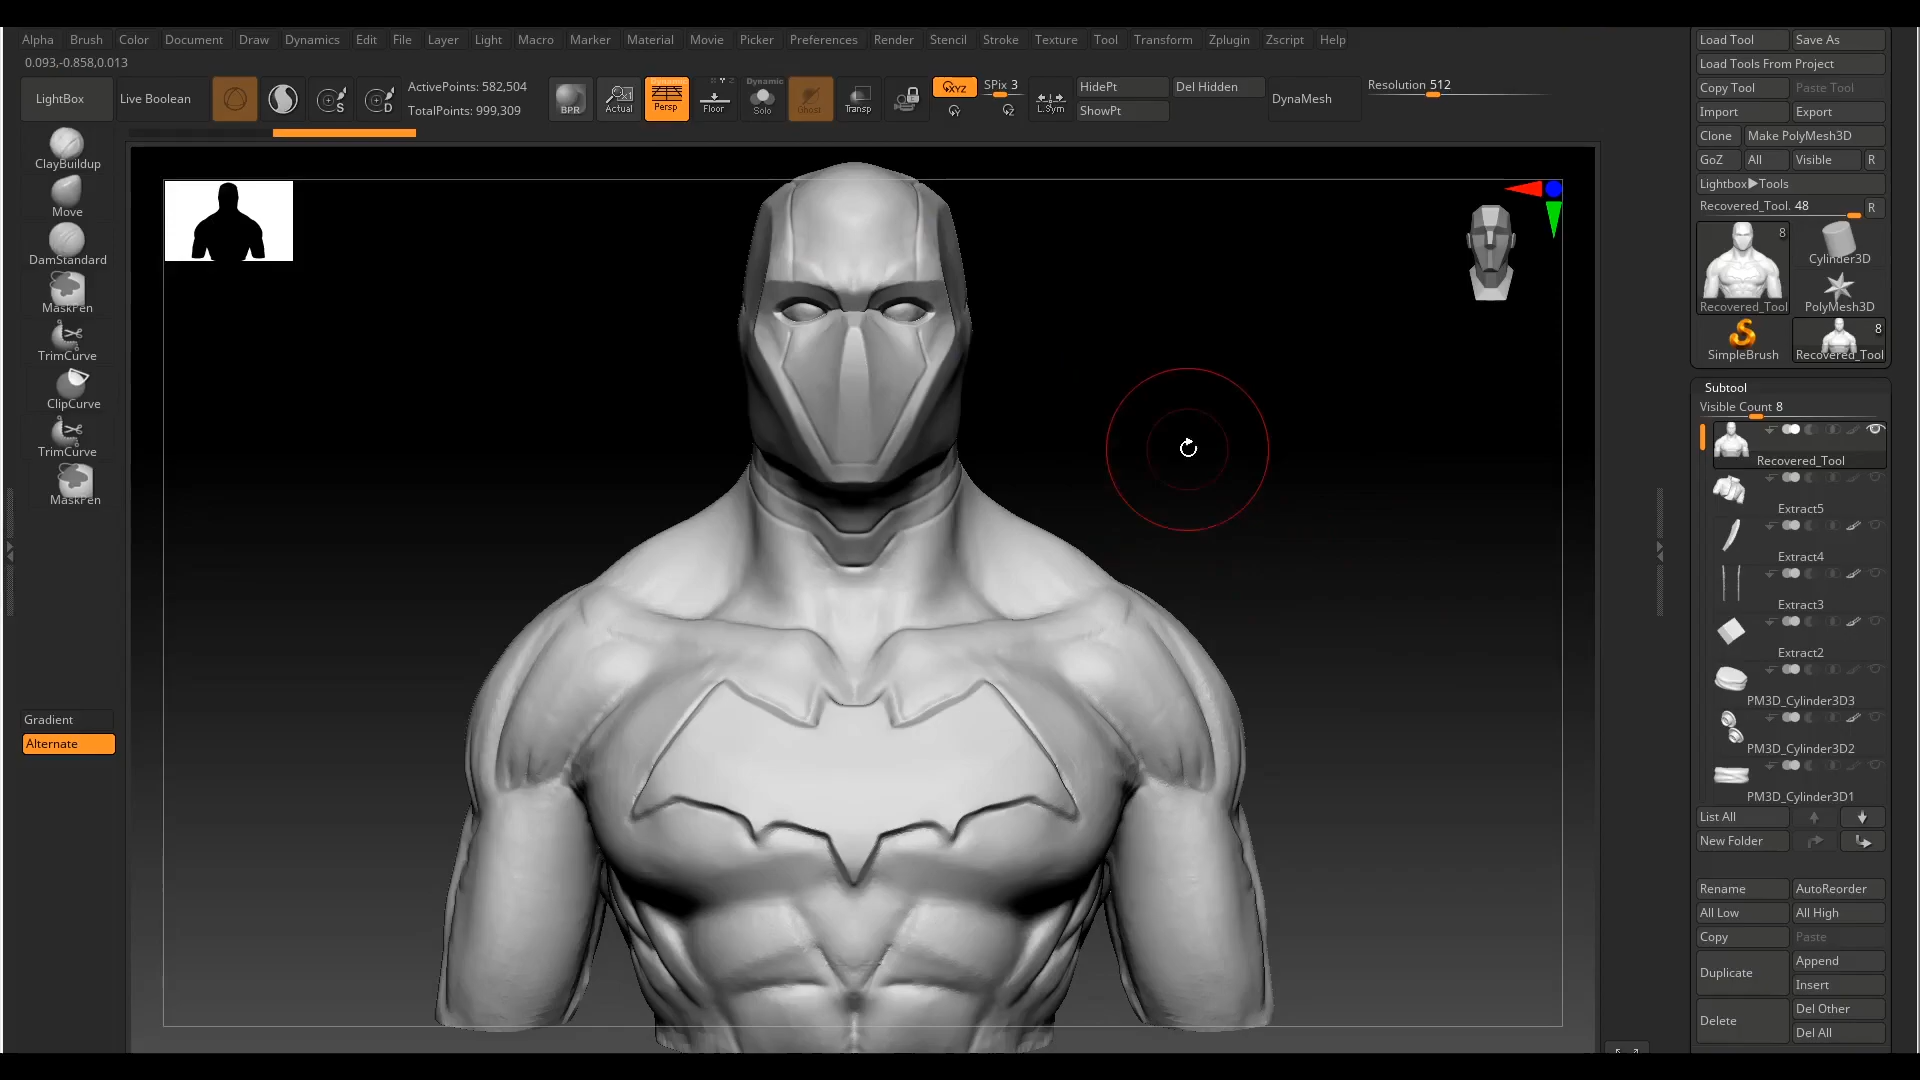 Alpha Brush Color Document Draw Dynamics Edit File Layer Light Macro Marker Material Movie Picker Preferences Render Stencil Stroke Texture Tool Transform Zplugin Zscript Help
0.093,-0.858,0.013
LightBox Live Boolean
S D
ActivePoints: 582,504
TotalPoints: 999,309
BPR Actual
Dynamic
Persp
Floor
Dynamic
Solo
Ghost Transp
XYZ
SPix 3
L.Sym
HidePt Del Hidden
ShowPt
DynaMesh
Resolution 512
ClayBuildup
Move
DamStandard
MaskPen
TrimCurve
ClipCurve
TrimCurve
MaskPen
Gradient
Alternate
Load Tool Save As
Load Tools From Project
Copy Tool Paste Tool
Import Export
Clone Make PolyMesh3D
GoZ All Visible R
Lightbox▶Tools
Recovered_Tool. 48 R
8
Cylinder3D
Recovered_Tool PolyMesh3D
8
SimpleBrush Recovered_Tool
Subtool
Visible Count 8
Recovered_Tool
Extract5
Extract4
Extract3
Extract2
PM3D_Cylinder3D3
PM3D_Cylinder3D2
PM3D_Cylinder3D1
List All
New Folder
Rename AutoReorder
All Low All High
Copy Paste
Duplicate Append
Insert
Delete Del Other
Del All